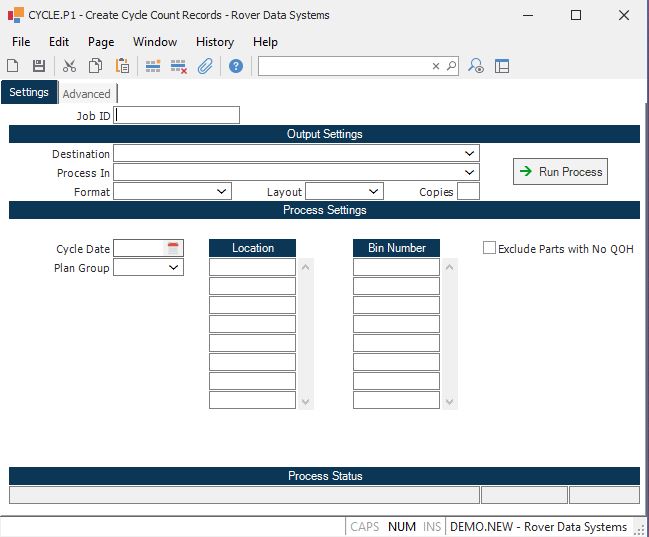 CYCLE.P1 - Create Cycle Count Records - Rover Data Systems
File Edit Page Window History Help
Settings Advanced
Job ID
Output Settings
Destination
Process In
Run Process
Format Layout Copies
Process Settings
Cycle Date Location Bin Number Exclude Parts with No QOH
Plan Group
Process Status
CAPS NUM INS DEMO.NEW - Rover Data Systems